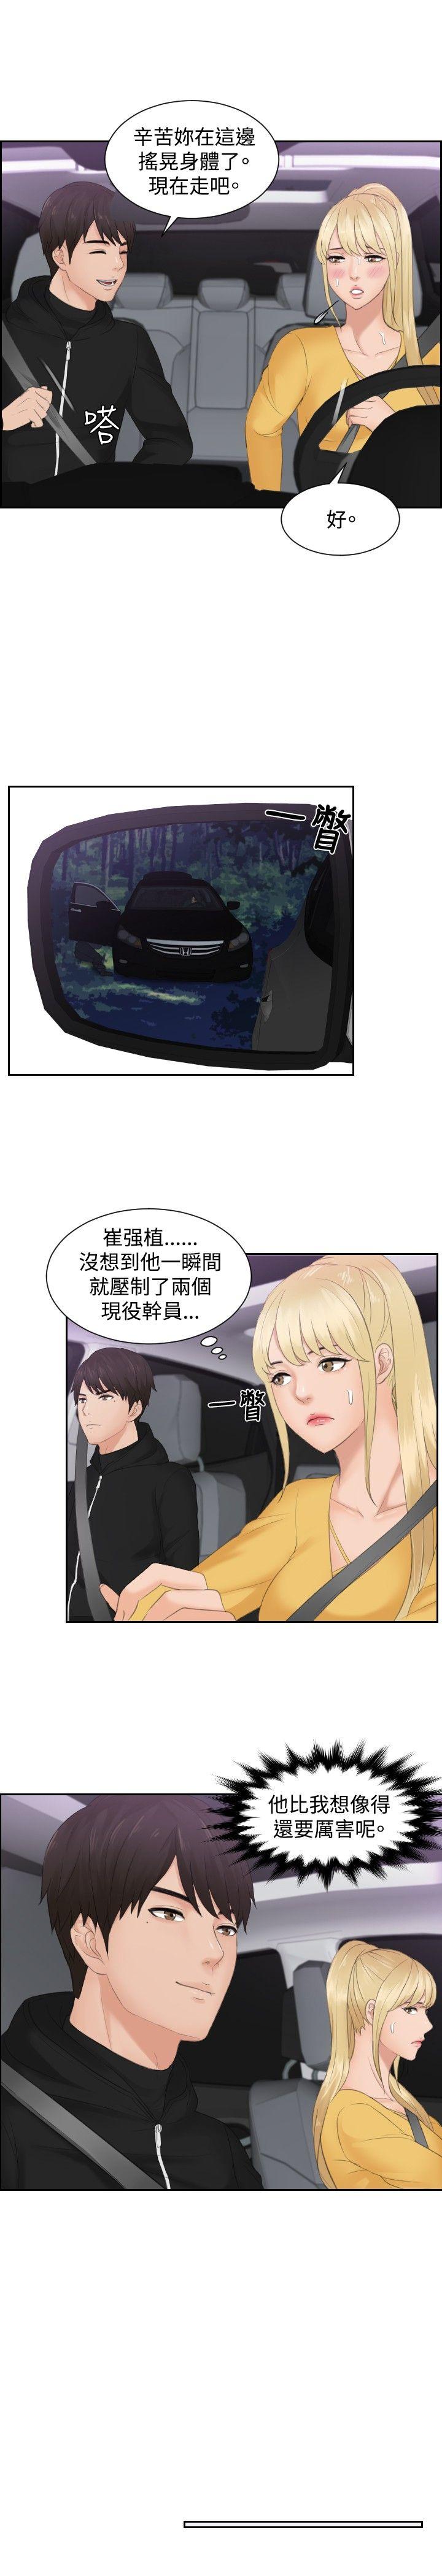 辛苦妳在這邊
搖晃身體了。
現在走吧。
嗒
好。
一瞥
崔强植......
沒想到他一瞬間
就壓制了兩個
現役幹員...
一瞥
他比我想像得
還要厲害呢。